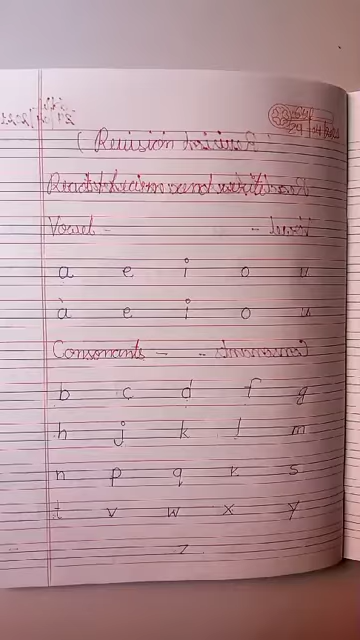 Vowel -
a e i o u
a e i o u
Consonants -
b c d f g
h j k l m
n p q r s
t v w x y
z